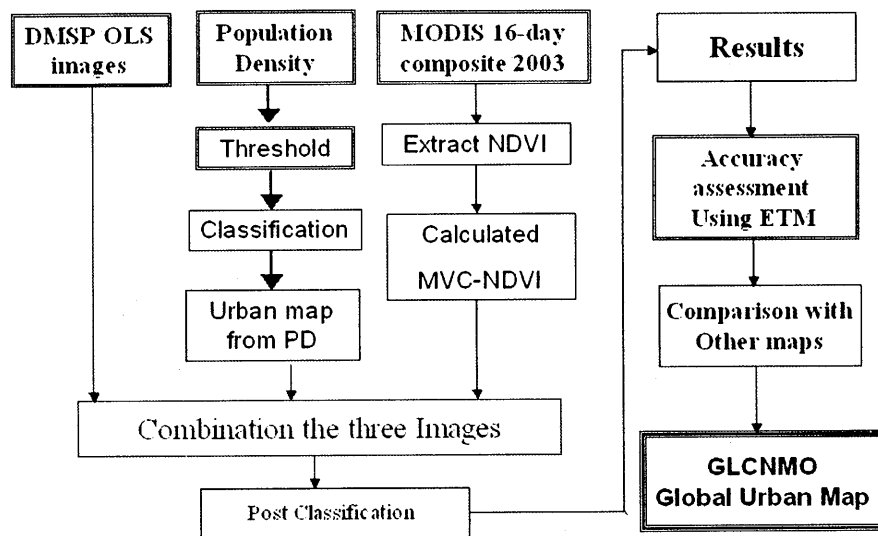 DMSP OLS
images
Population
Density
MODIS 16-day
composite 2003
Threshold
Extract NDVI
Classification
Calculated
MVC-NDVI
Urban map
from PD
Combination the three Images
Post Classification
Results
Accuracy
assessment
Using ETM
Comparison with
Other maps
GLCNMO
Global Urban Map